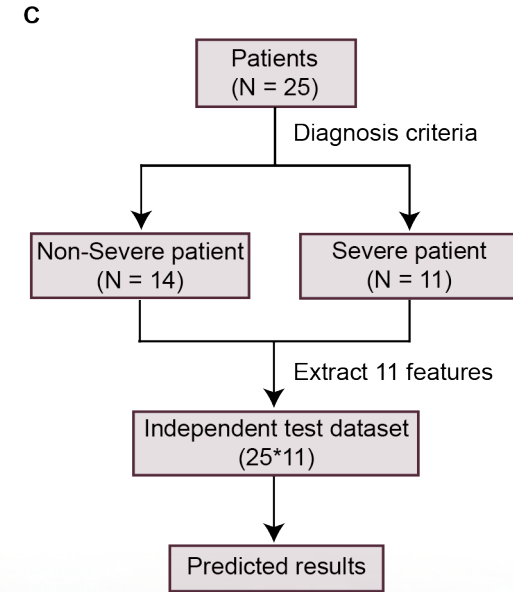 C
Patients
(N = 25)
Diagnosis criteria
Non-Severe patient
(N = 14)
Severe patient
(N = 11)
Extract 11 features
Independent test dataset
(25*11)
Predicted results